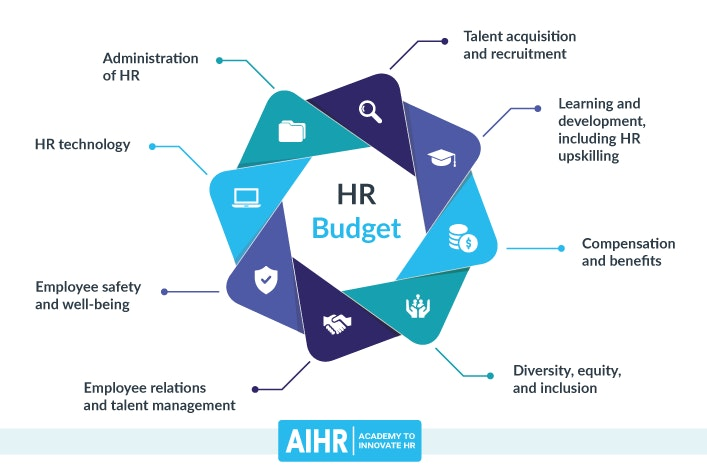 HR
Budget
Talent acquisition
and recruitment
Learning and
development,
including HR
upskilling
Compensation
and benefits
Diversity, equity,
and inclusion
Employee relations
and talent management
Employee safety
and well-being
HR technology
Administration
of HR
$
AIHR
ACADEMY TO
INNOVATE HR